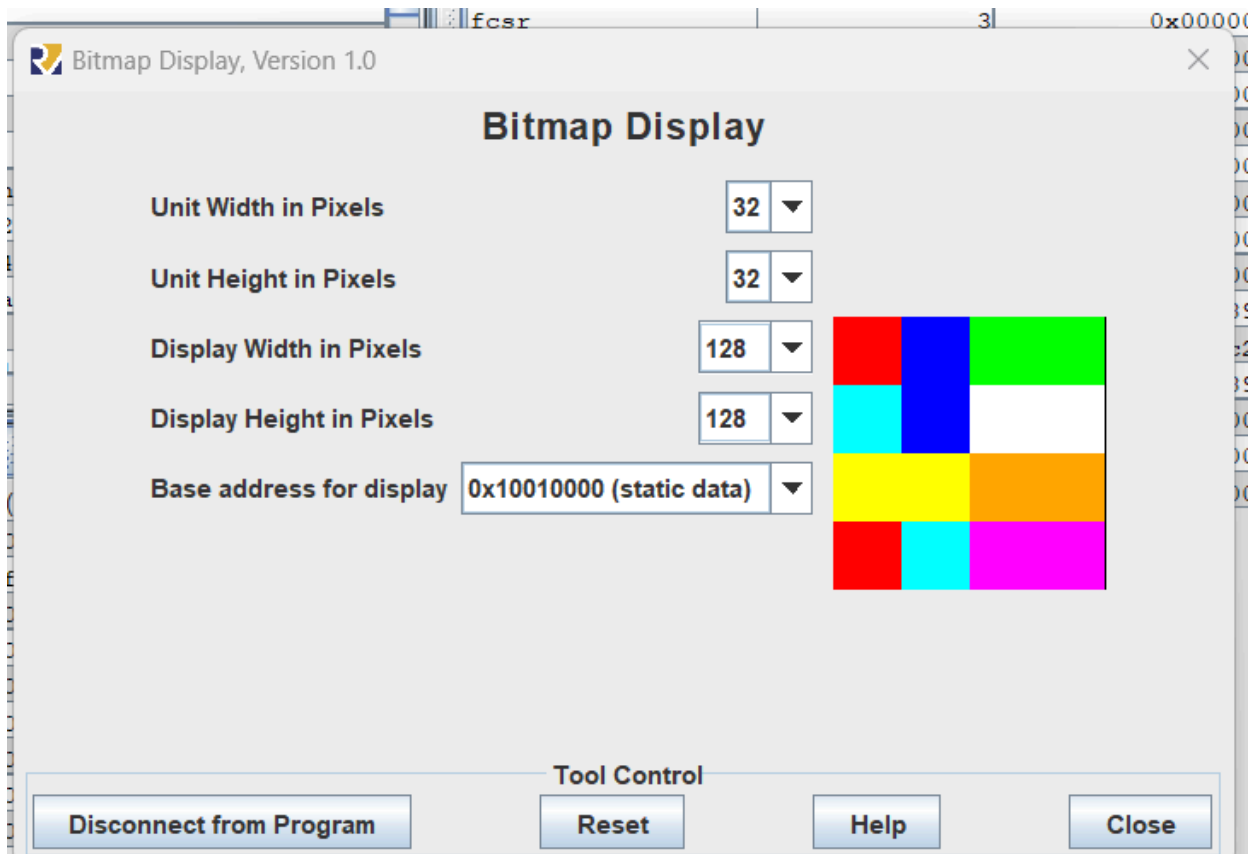 fcsr 3
Bitmap Display, Version 1.0
Bitmap Display
Unit Width in Pixels 32
Unit Height in Pixels 32
Display Width in Pixels 128
Display Height in Pixels 128
Base address for display 0x10010000 (static data)
Tool Control
Disconnect from Program Reset Help Close